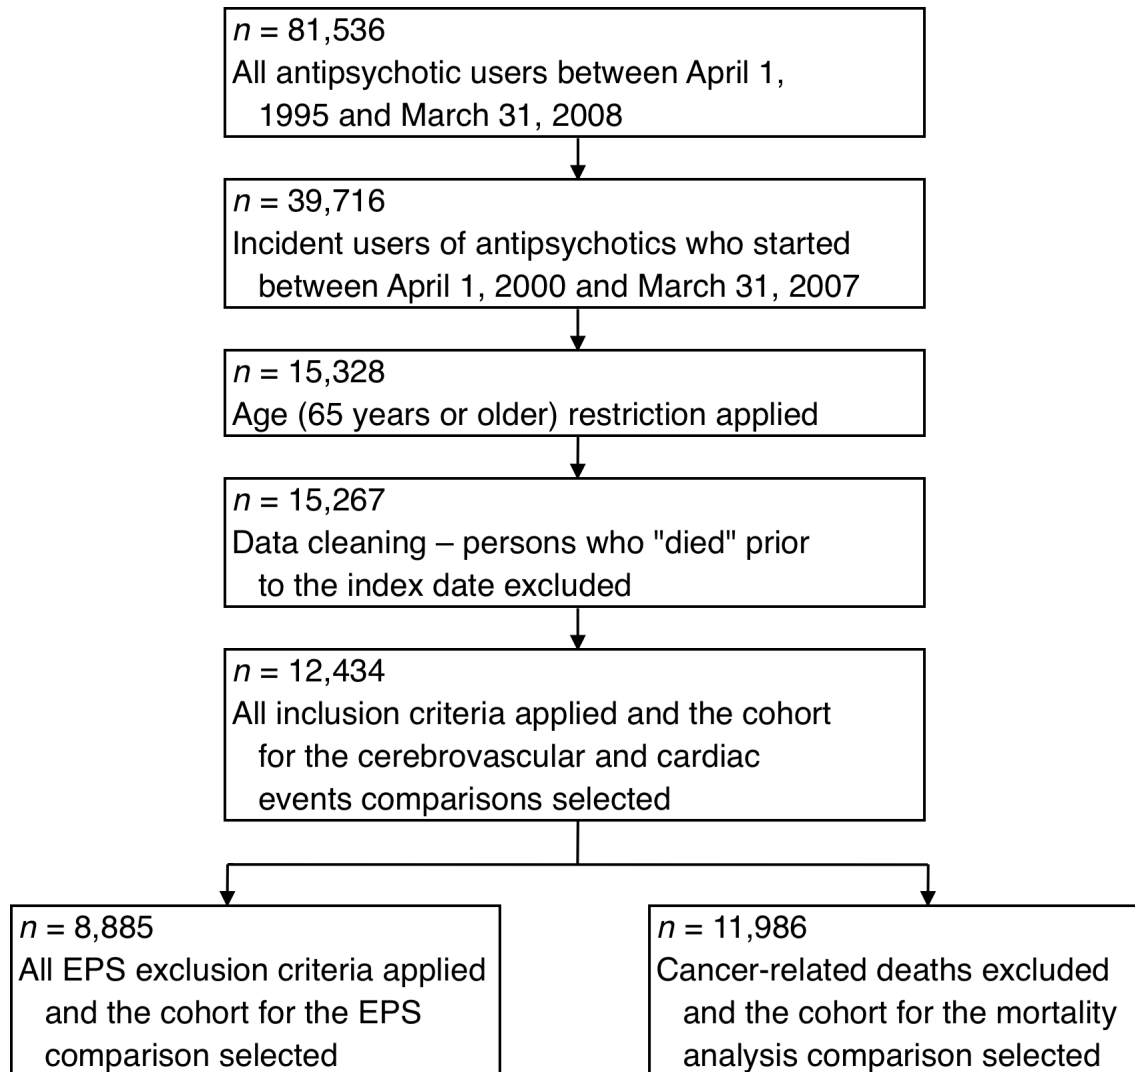 n = 81,536
All antipsychotic users between April 1,
1995 and March 31, 2008
n = 39,716
Incident users of antipsychotics who started
between April 1, 2000 and March 31, 2007
n = 15,328
Age (65 years or older) restriction applied
n = 15,267
Data cleaning – persons who "died" prior
to the index date excluded
n = 12,434
All inclusion criteria applied and the cohort
for the cerebrovascular and cardiac
events comparisons selected
n = 8,885
All EPS exclusion criteria applied
and the cohort for the EPS
comparison selected
n = 11,986
Cancer-related deaths excluded
and the cohort for the mortality
analysis comparison selected